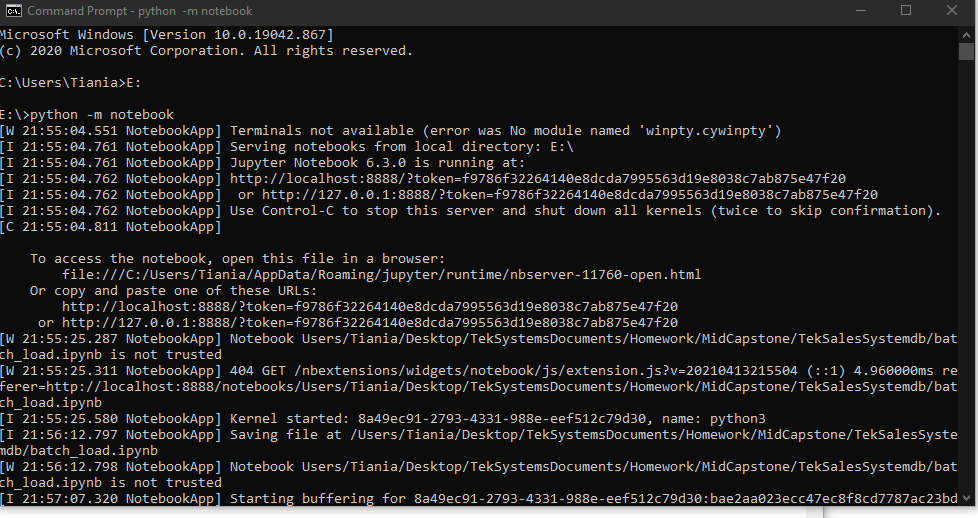 Command Prompt - python  -m notebook
Microsoft Windows [Version 10.0.19042.867]
(c) 2020 Microsoft Corporation. All rights reserved.
C:\Users\Tiania>E:
E:\>python -m notebook
[W 21:55:04.551 NotebookApp] Terminals not available (error was No module named 'winpty.cywinpty')
[I 21:55:04.761 NotebookApp] Serving notebooks from local directory: E:\
[I 21:55:04.761 NotebookApp] Jupyter Notebook 6.3.0 is running at:
[I 21:55:04.762 NotebookApp] http://localhost:8888/?token=f9786f32264140e8dcda7995563d19e8038c7ab875e47f20
[I 21:55:04.762 NotebookApp]  or http://127.0.0.1:8888/?token=f9786f32264140e8dcda7995563d19e8038c7ab875e47f20
[I 21:55:04.762 NotebookApp] Use Control-C to stop this server and shut down all kernels (twice to skip confirmation).
[C 21:55:04.811 NotebookApp]
To access the notebook, open this file in a browser:
file:///C:/Users/Tiania/AppData/Roaming/jupyter/runtime/nbserver-11760-open.html
Or copy and paste one of these URLs:
http://localhost:8888/?token=f9786f32264140e8dcda7995563d19e8038c7ab875e47f20
or http://127.0.0.1:8888/?token=f9786f32264140e8dcda7995563d19e8038c7ab875e47f20
[W 21:55:25.287 NotebookApp] Notebook Users/Tiania/Desktop/TekSystemsDocuments/Homework/MidCapstone/TekSalesSystemdb/bat
ch_load.ipynb is not trusted
[W 21:55:25.311 NotebookApp] 404 GET /nbextensions/widgets/notebook/js/extension.js?v=20210413215504 (::1) 4.960000ms re
ferer=http://localhost:8888/notebooks/Users/Tiania/Desktop/TekSystemsDocuments/Homework/MidCapstone/TekSalesSystemdb/bat
ch_load.ipynb
[I 21:55:25.580 NotebookApp] Kernel started: 8a49ec91-2793-4331-988e-eef512c79d30, name: python3
[I 21:56:12.797 NotebookApp] Saving file at /Users/Tiania/Desktop/TekSystemsDocuments/Homework/MidCapstone/TekSalesSyste
mdb/batch_load.ipynb
[W 21:56:12.798 NotebookApp] Notebook Users/Tiania/Desktop/TekSystemsDocuments/Homework/MidCapstone/TekSalesSystemdb/bat
ch_load.ipynb is not trusted
[I 21:57:07.320 NotebookApp] Starting buffering for 8a49ec91-2793-4331-988e-eef512c79d30:bae2aa023ecc47ec8f8cd7787ac23bd